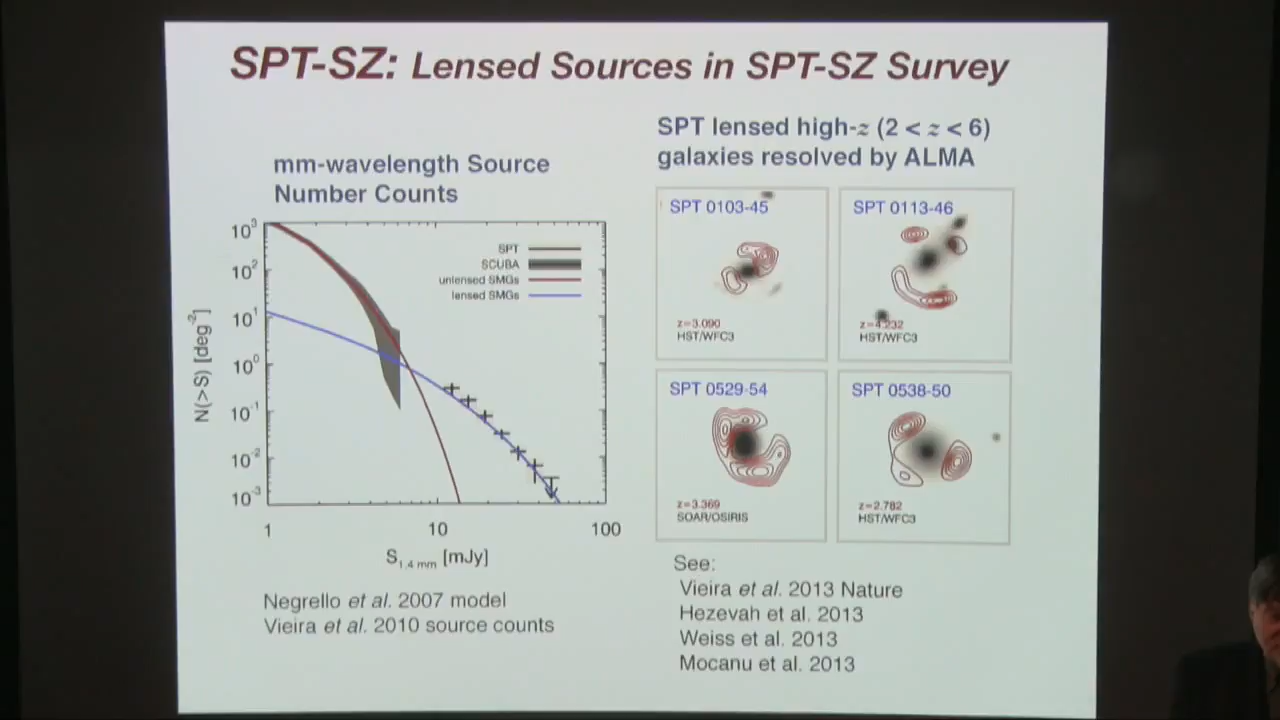 SPT-SZ: Lensed Sources in SPT-SZ Survey
mm-wavelength Source
Number Counts
10³
10²
10¹
10⁰
10⁻¹
10⁻²
10⁻³
N(>S) [deg⁻²]
SPT
SCUBA
unlensed SMGs
lensed SMGs
1
10
100
S1.4 mm [mJy]
Negrello et al. 2007 model
Vieira et al. 2010 source counts
SPT lensed high-z (2 < z < 6)
galaxies resolved by ALMA
SPT 0103-45
z=3.090
HST/WFC3
SPT 0113-46
z=4.232
HST/WFC3
SPT 0529-54
z=3.369
SOAR/OSIRIS
SPT 0538-50
z=2.782
HST/WFC3
See:
Vieira et al. 2013 Nature
Hezevah et al. 2013
Weiss et al. 2013
Mocanu et al. 2013